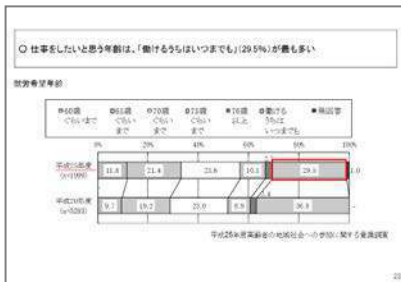 ○ 仕事をしたいと思う年齢は、「働けるうちはいつまでも」(29.5%)が最も多い
就労希望年齢
60歳ぐらいまで 65歳ぐらいまで 70歳ぐらいまで 75歳ぐらいまで 76歳以上 働けるうちはいつまでも 無回答
0% 20% 40% 60% 80% 100%
平成25年度 21.4 23.6 10.1 29.5 1.0
(n=1999)
平成20年度 9.7 19.2 23.0 8.9 36.8 -
平成25年度高齢者の地域社会への参加に関する意識調査